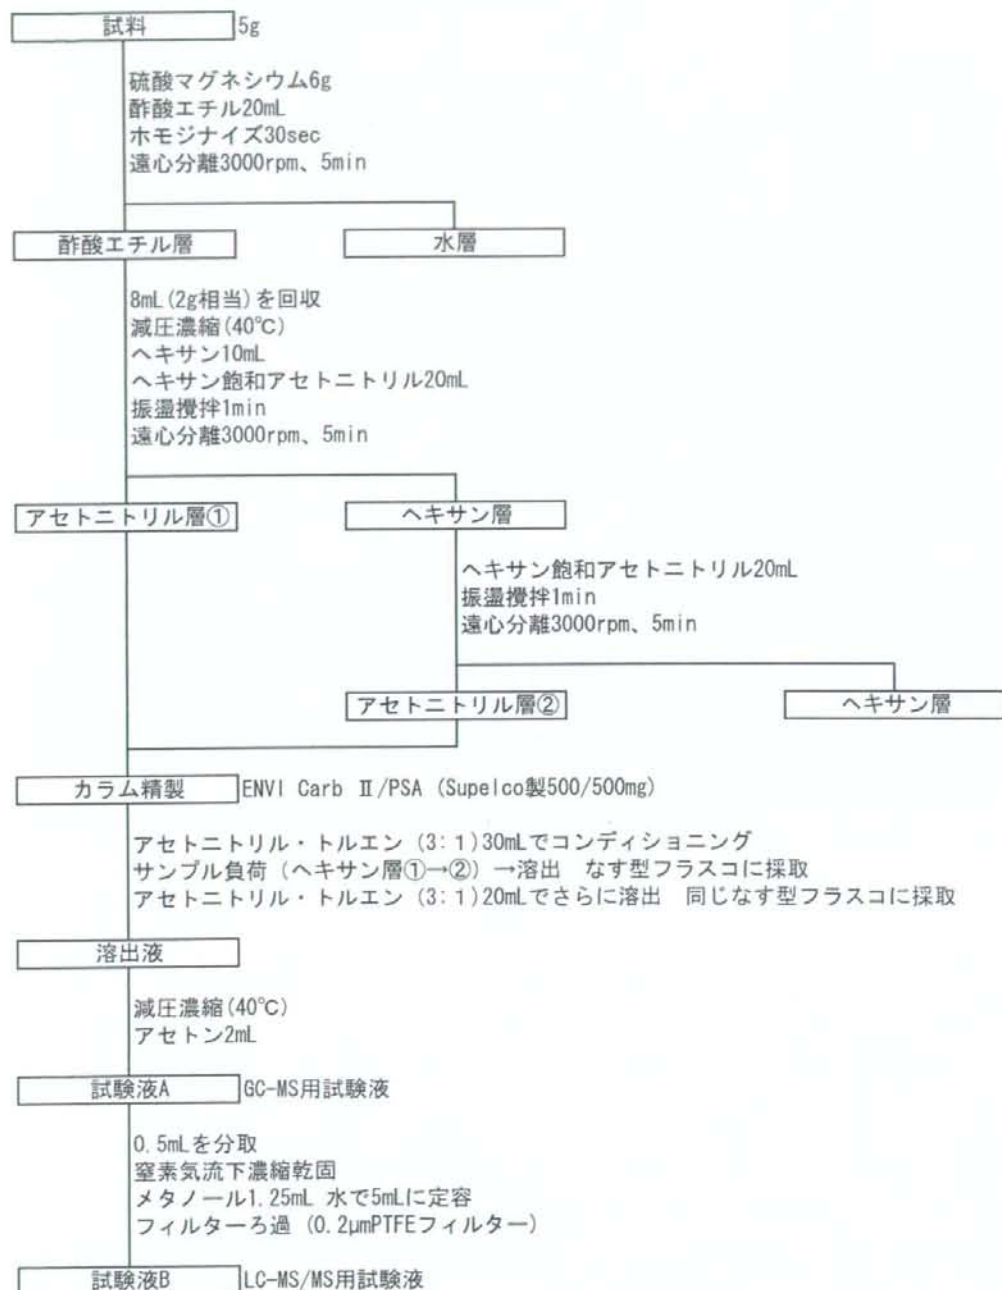 試料 5g
硫酸マグネシウム6g
酢酸エチル20mL
ホモジナイズ30sec
遠心分離3000rpm、5min
酢酸エチル層 水層
8mL(2g相当)を回収
減圧濃縮(40℃)
ヘキサン10mL
ヘキサン飽和アセトニトリル20mL
振盪攪拌1min
遠心分離3000rpm、5min
アセトニトリル層① ヘキサン層
ヘキサン飽和アセトニトリル20mL
振盪攪拌1min
遠心分離3000rpm、5min
アセトニトリル層② ヘキサン層
カラム精製 ENVI Carb Ⅱ/PSA (Supelco製500/500mg)
アセトニトリル・トルエン (3:1)30mLでコンディショニング
サンプル負荷 (ヘキサン層①→②) →溶出 なす型フラスコに採取
アセトニトリル・トルエン (3:1)20mLでさらに溶出 同じなす型フラスコに採取
溶出液
減圧濃縮(40℃)
アセトン2mL
試験液A GC-MS用試験液
0.5mLを分取
窒素気流下濃縮乾固
メタノール1.25mL 水で5mLに定容
フィルターろ過 (0.2μmPTFEフィルター)
試験液B LC-MS/MS用試験液